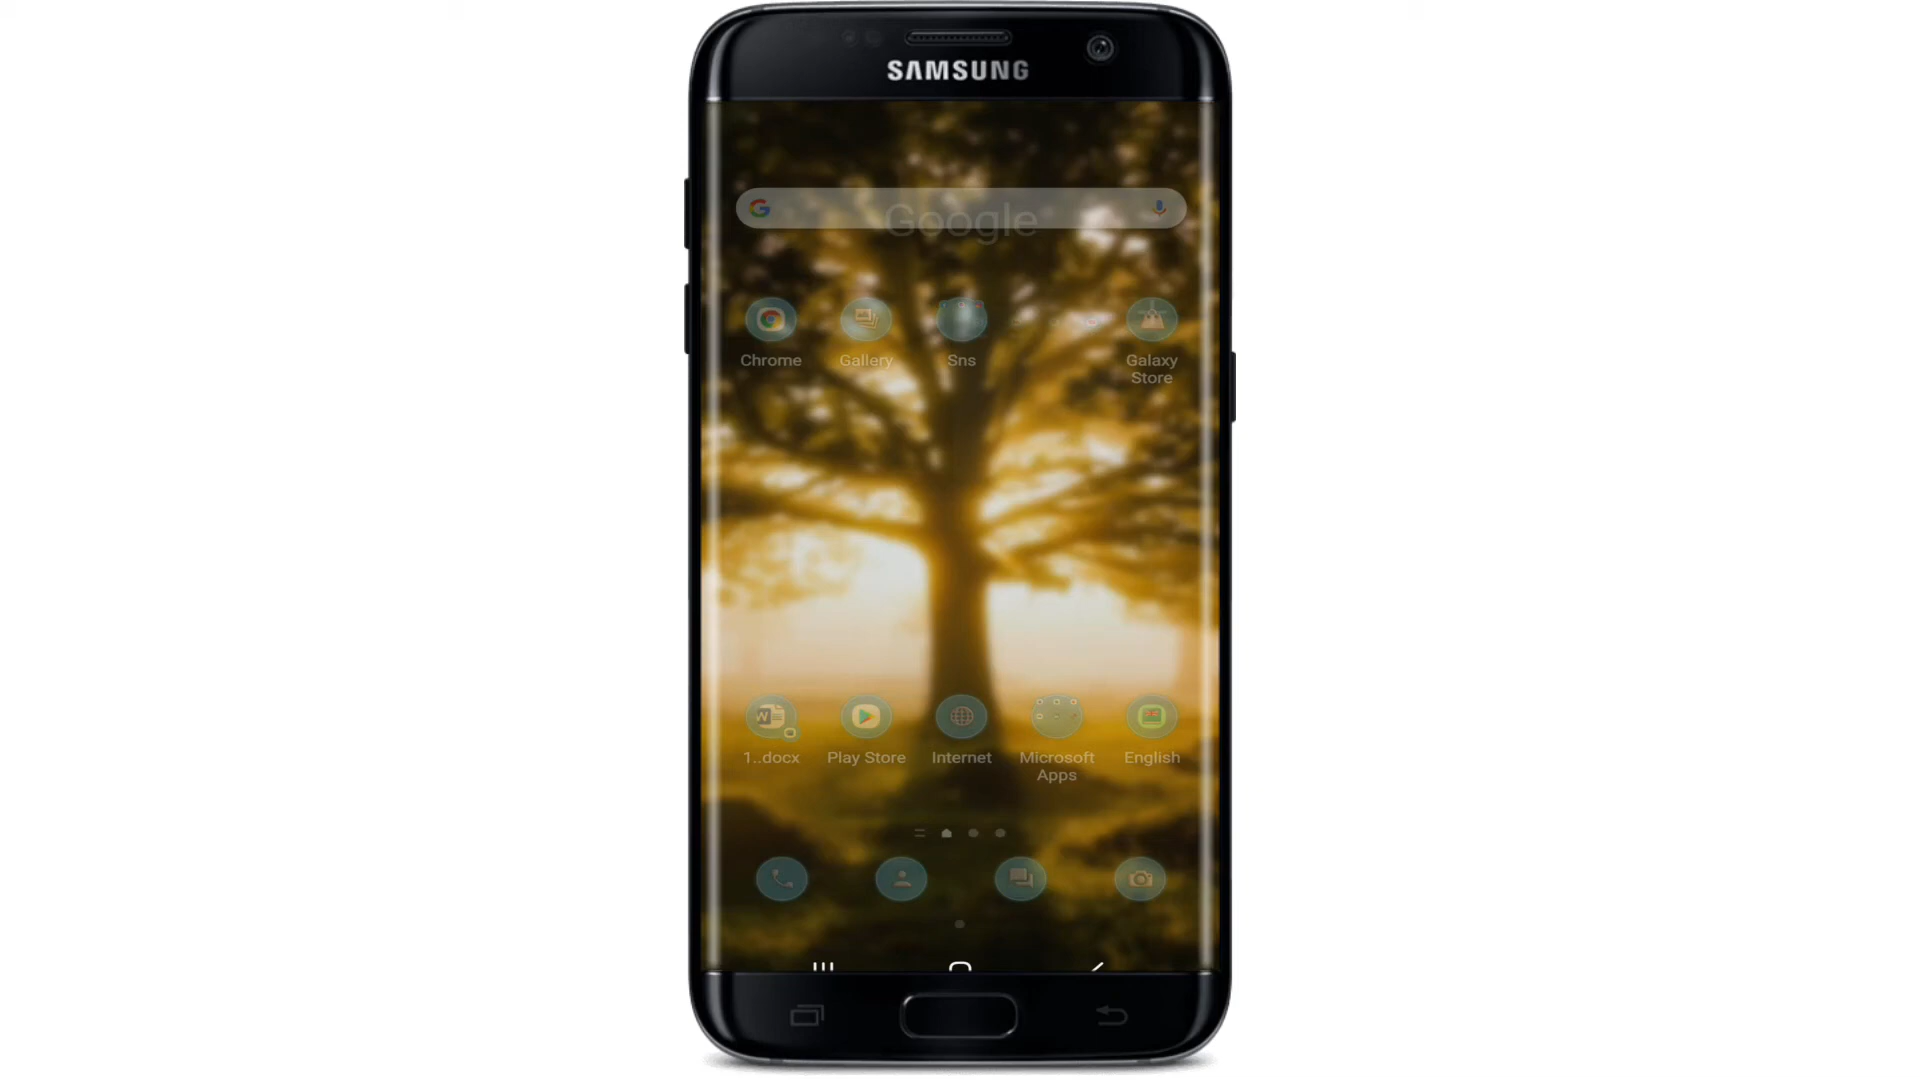 SAMSUNG
Google
Chrome
Gallery
Sns
Galaxy
Store
1..docx
Play Store
Internet
Microsoft
Apps
English